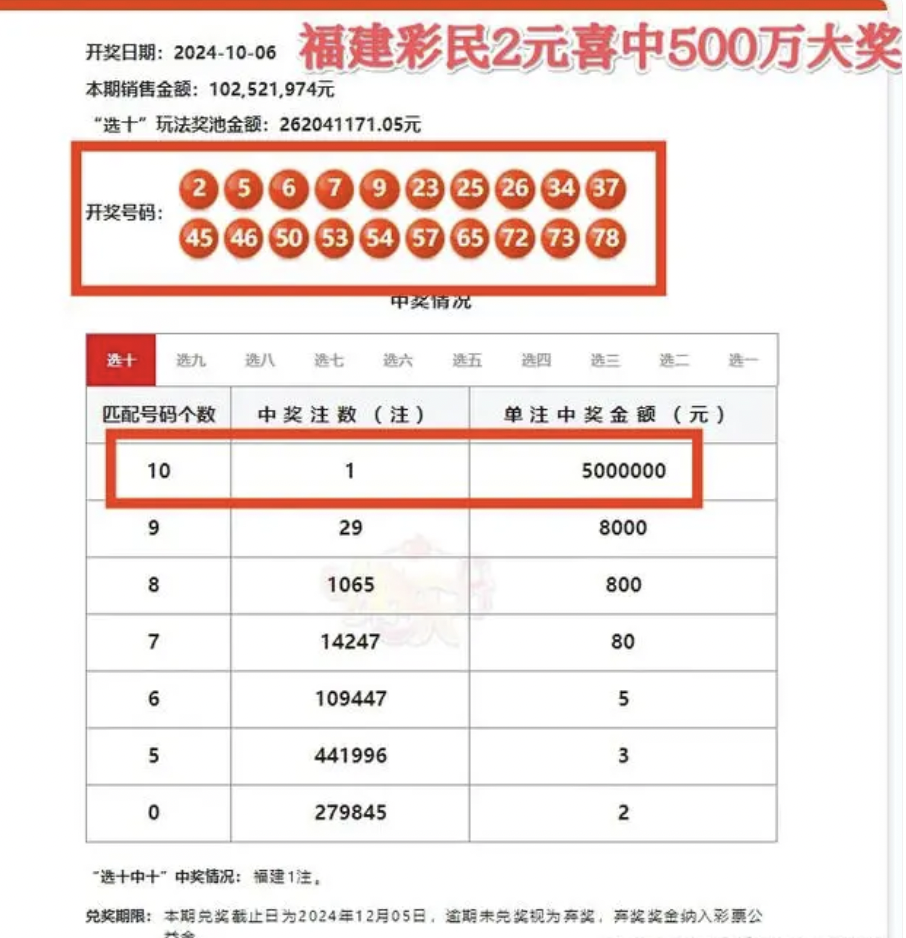 福建彩民2元喜中500万大奖
开奖日期：2024-10-06
本期销售金额：102,521,974元
“选十”玩法奖池金额：262041171.05元
开奖号码：
2 5 6 7 9 23 25 26 34 37
45 46 50 53 54 57 65 72 73 78
中奖情况
选十 选九 选八 选七 选六 选五 选四 选三 选二 选一
匹配号码个数 中奖注数（注） 单注中奖金额（元）
10 1 5000000
9 29 8000
8 1065 800
7 14247 80
6 109447 5
5 441996 3
0 279845 2
“选十中十”中奖情况：福建1注。
兑奖期限：本期兑奖截止日为2024年12月05日，逾期未兑奖视为弃奖，弃奖奖金纳入彩票公
益金